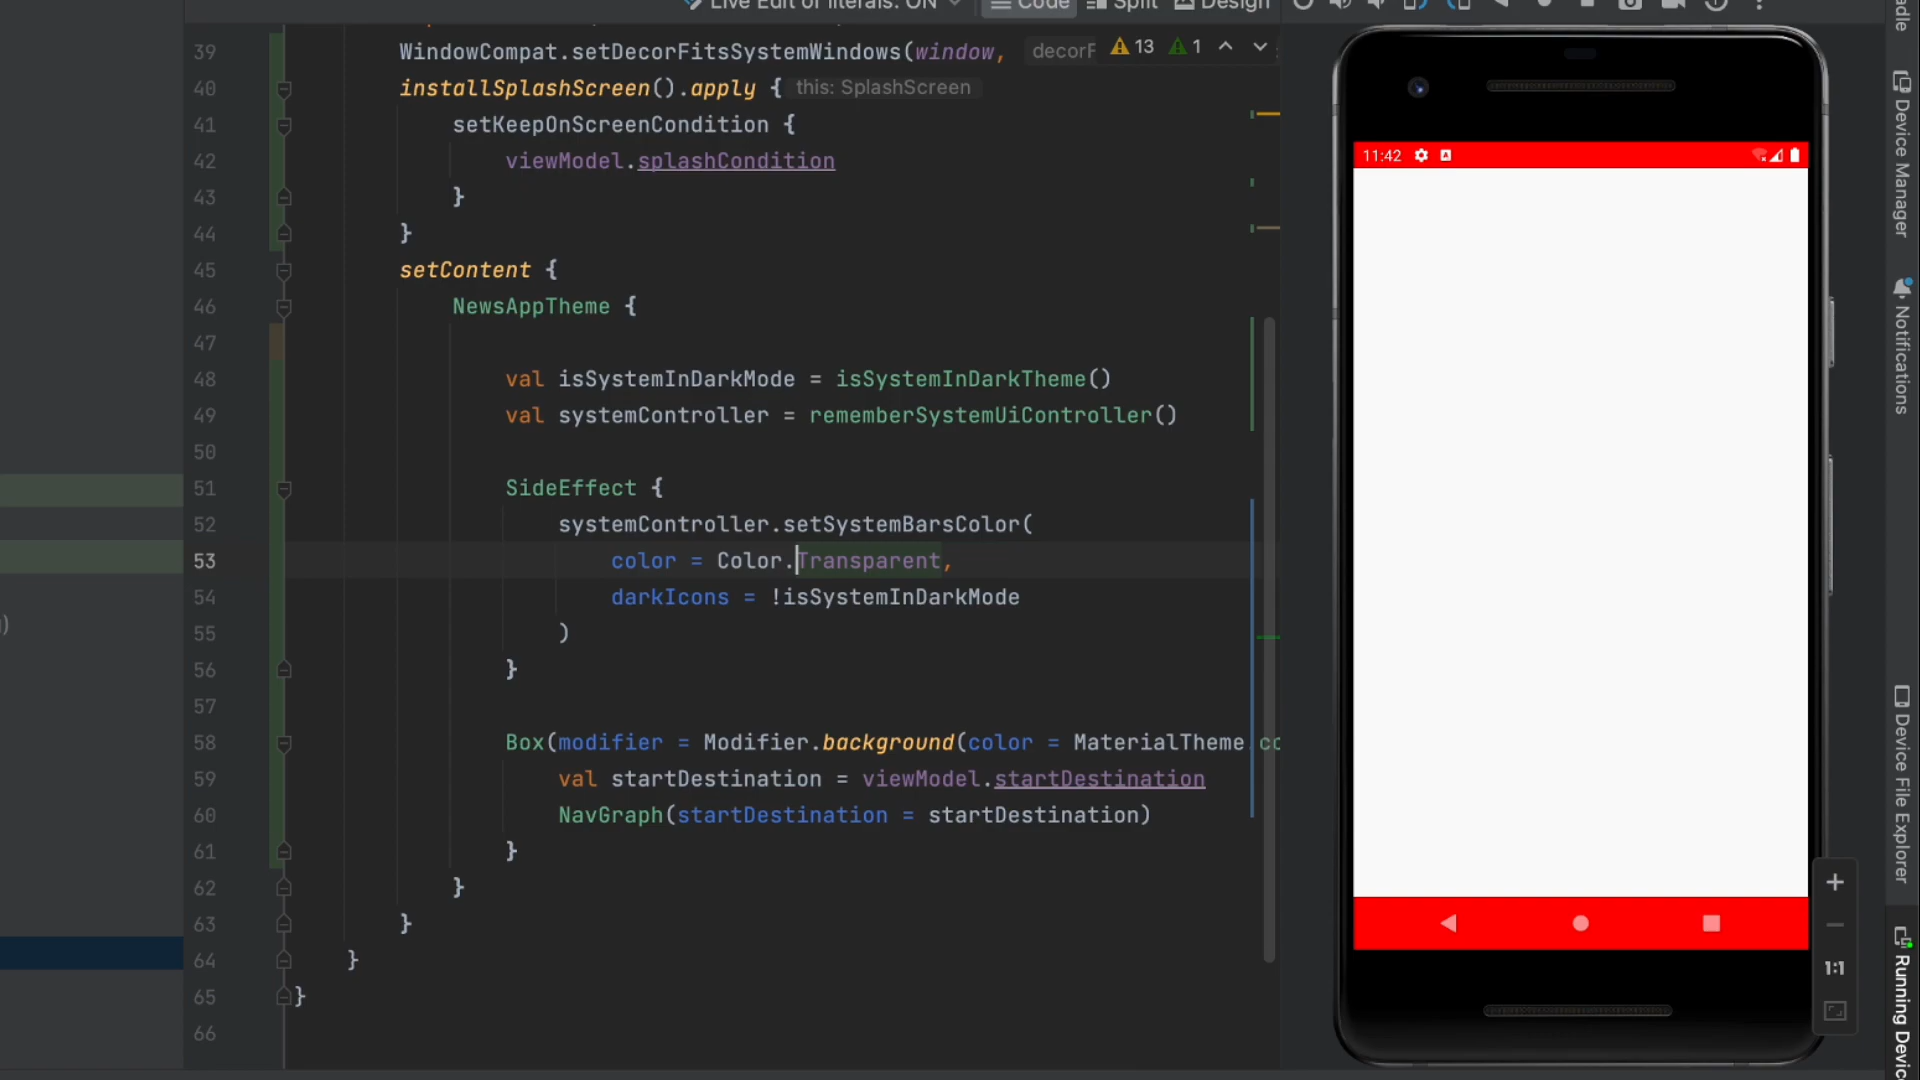 Live Edit of literals: ON
Code
Split
Design
39 WindowCompat.setDecorFitsSystemWindows(window, decorF
13
1
40 installSplashScreen().apply { this: SplashScreen
41 setKeepOnScreenCondition {
42 viewModel.splashCondition
43 }
44 }
45 setContent {
46 NewsAppTheme {
47
48 val isSystemInDarkMode = isSystemInDarkTheme()
49 val systemController = rememberSystemUiController()
50
51 SideEffect {
52 systemController.setSystemBarsColor(
53 color = Color.Transparent,
54 darkIcons = !isSystemInDarkMode
55 )
56 }
57
58 Box(modifier = Modifier.background(color = MaterialTheme.co
59 val startDestination = viewModel.startDestination
60 NavGraph(startDestination = startDestination)
61 }
62 }
63 }
64 }
65 }
66
)
11:42
A
1:1
Device Manager
Notifications
Device File Explorer
Running Devic